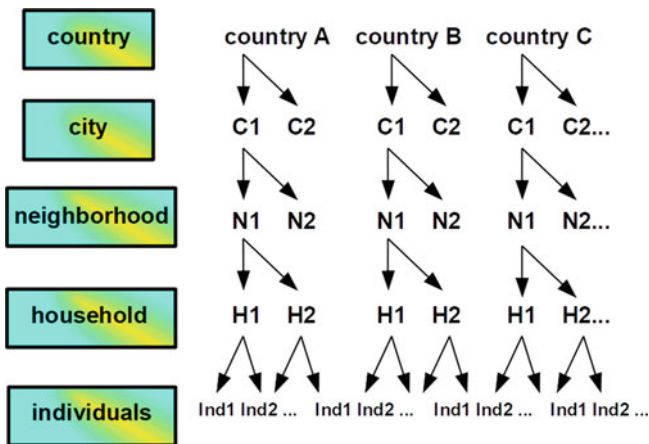 country country A country B country C
city C1 C2 C1 C2 C1 C2...
neighborhood N1 N2 N1 N2 N1 N2...
household H1 H2 H1 H2 H1 H2...
individuals Ind1 Ind2 ... Ind1 Ind2 ... Ind1 Ind2 ... Ind1 Ind2 ...